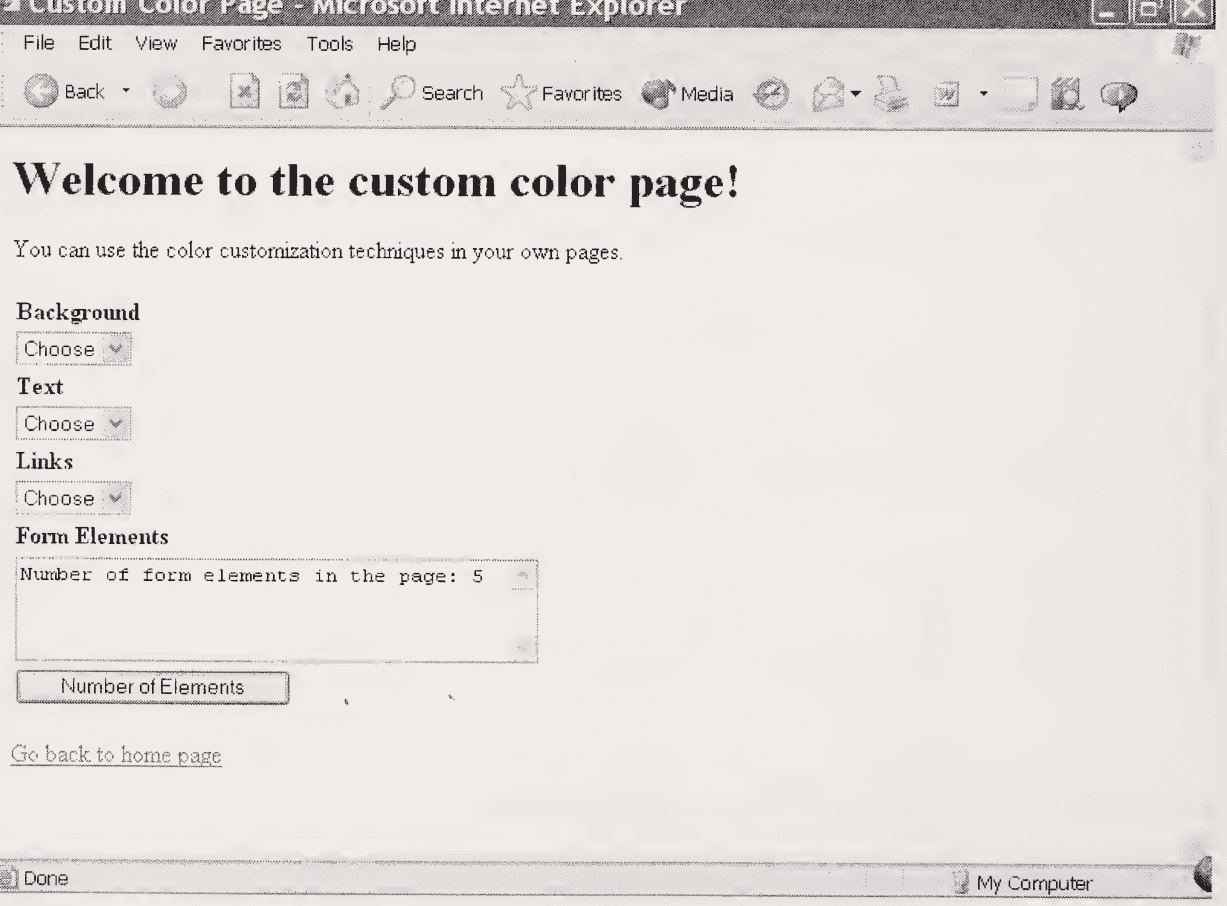 Custom Color Page - Microsoft Internet Explorer
File Edit View Favorites Tools Help
Back Search Favorites Media
Welcome to the custom color page!
You can use the color customization techniques in your own pages.
Background
Choose
Text
Choose
Links
Choose
Form Elements
Number of form elements in the page: 5
Number of Elements
Go back to home page
Done My Computer